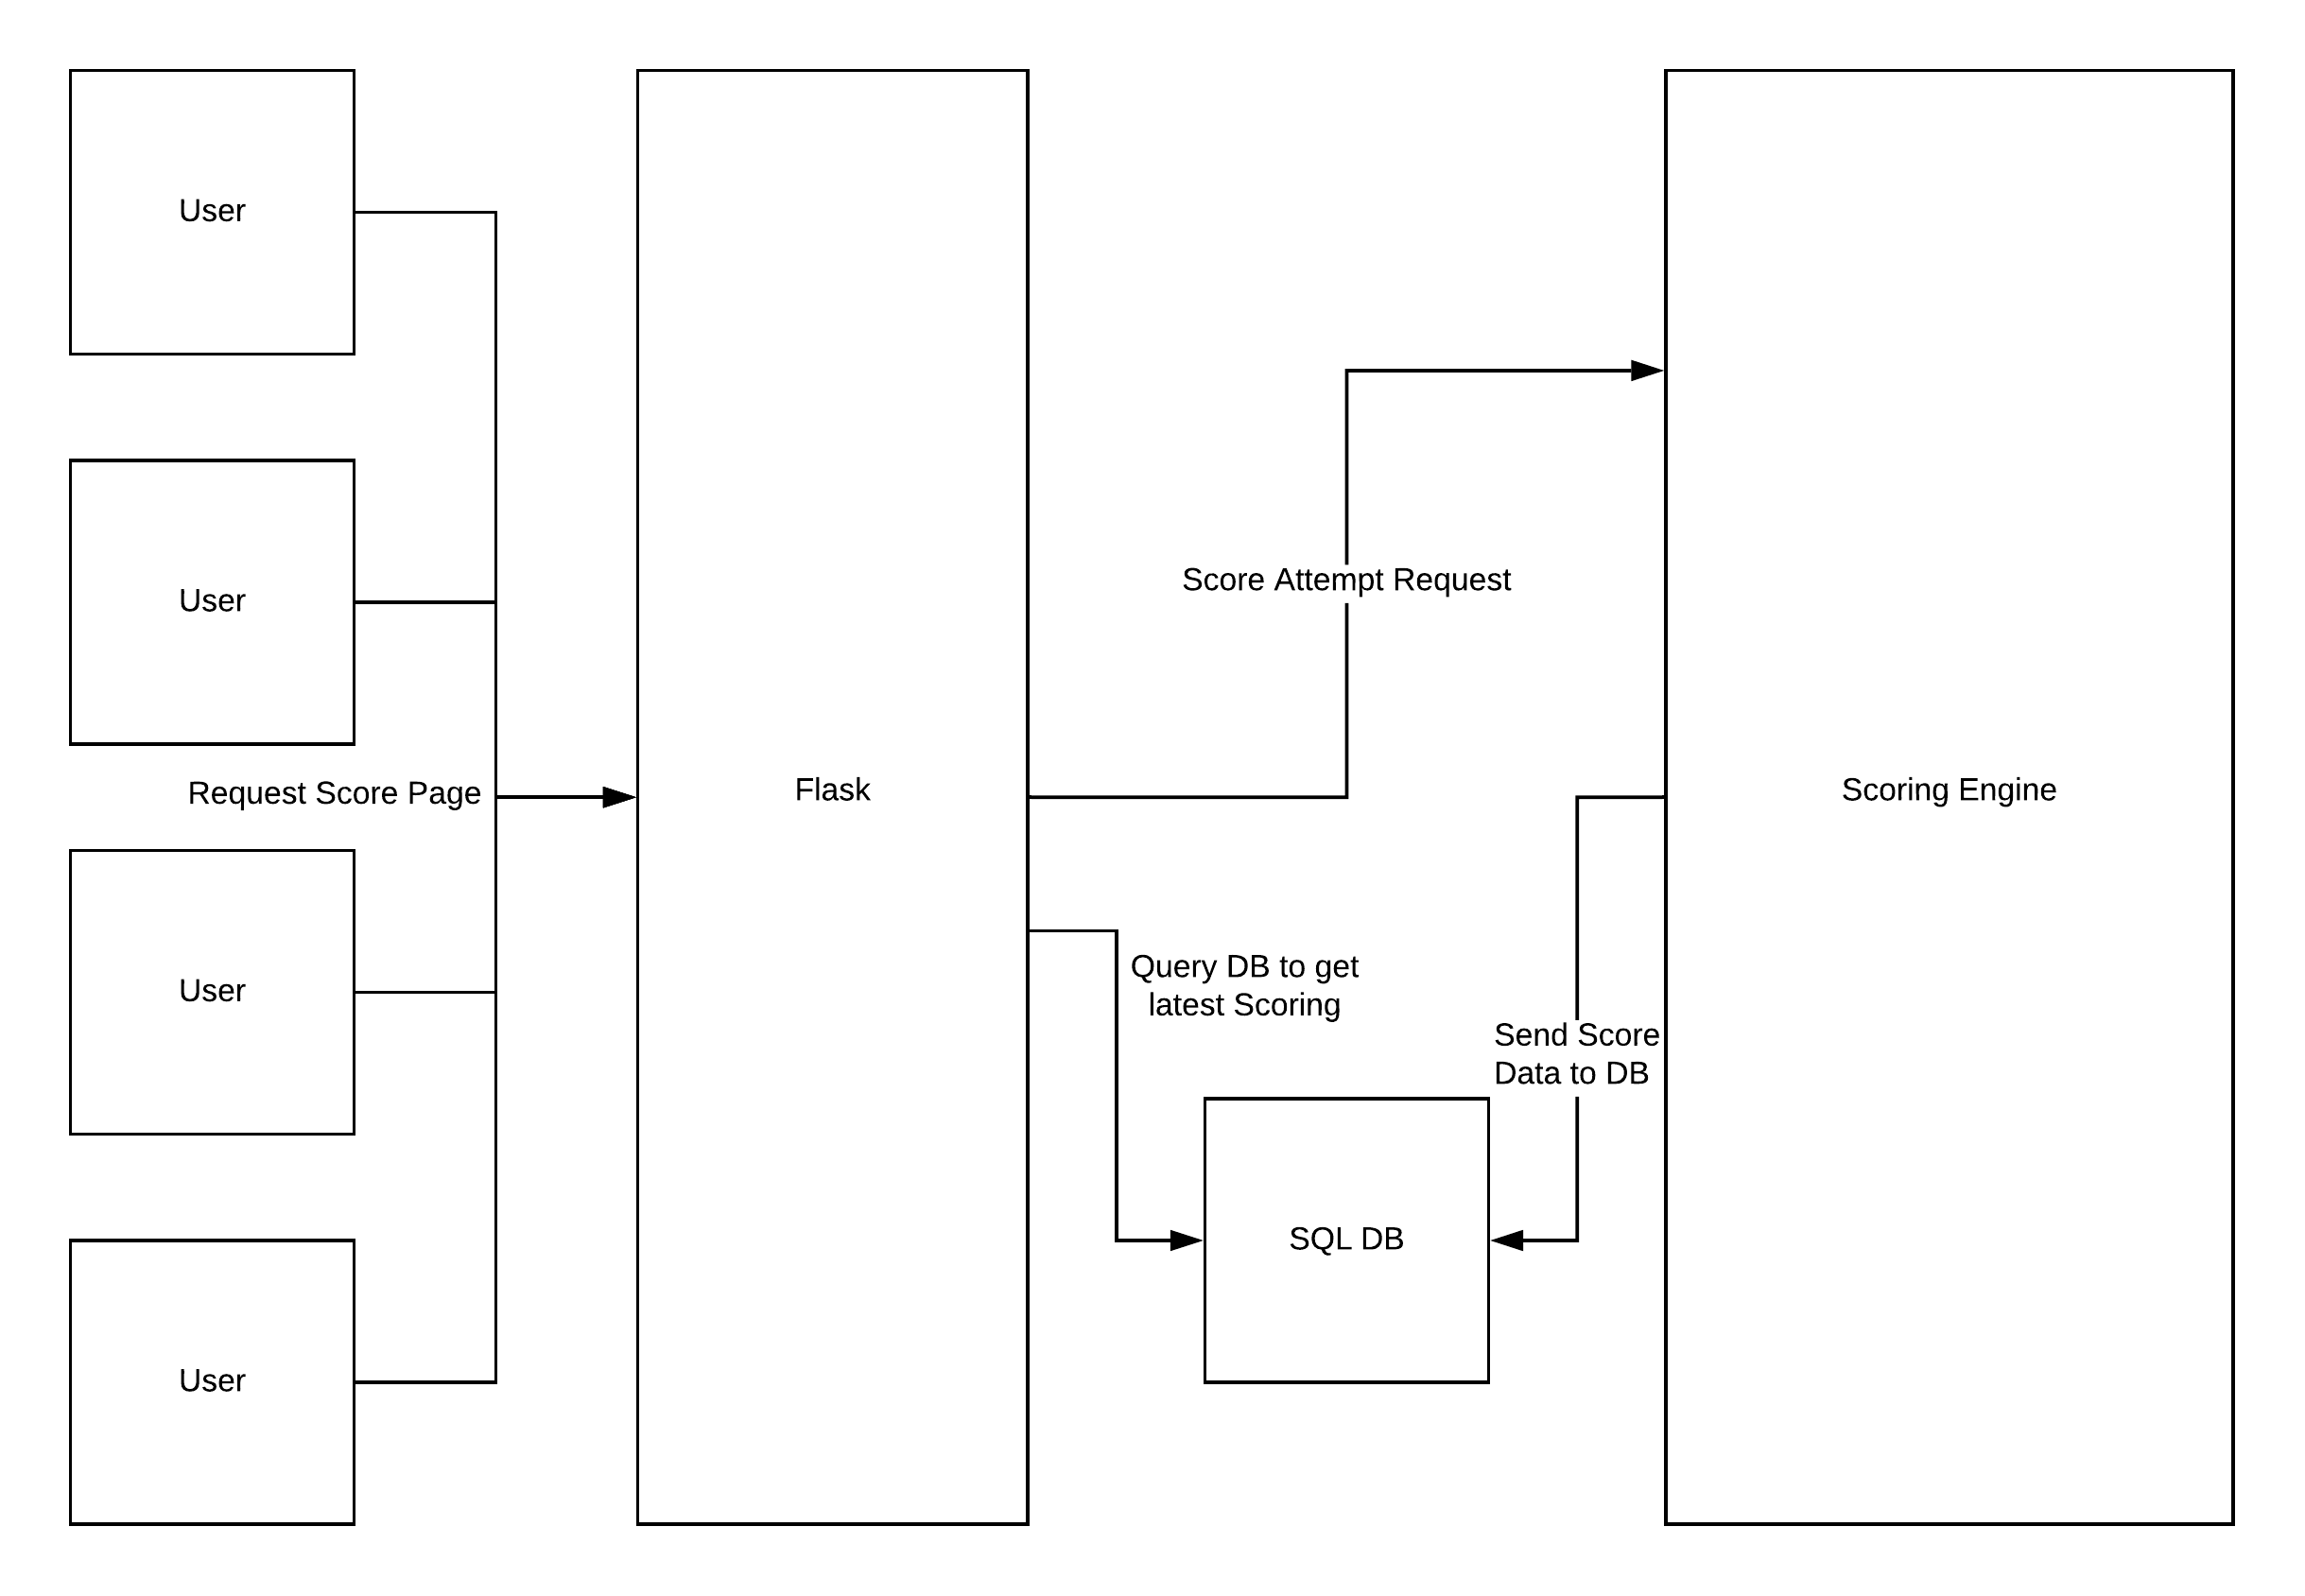 User
User
Request Score Page
User
User
Flask
Score Attempt Request
Query DB to get
latest Scoring
Send Score
Data to DB
SQL DB
Scoring Engine